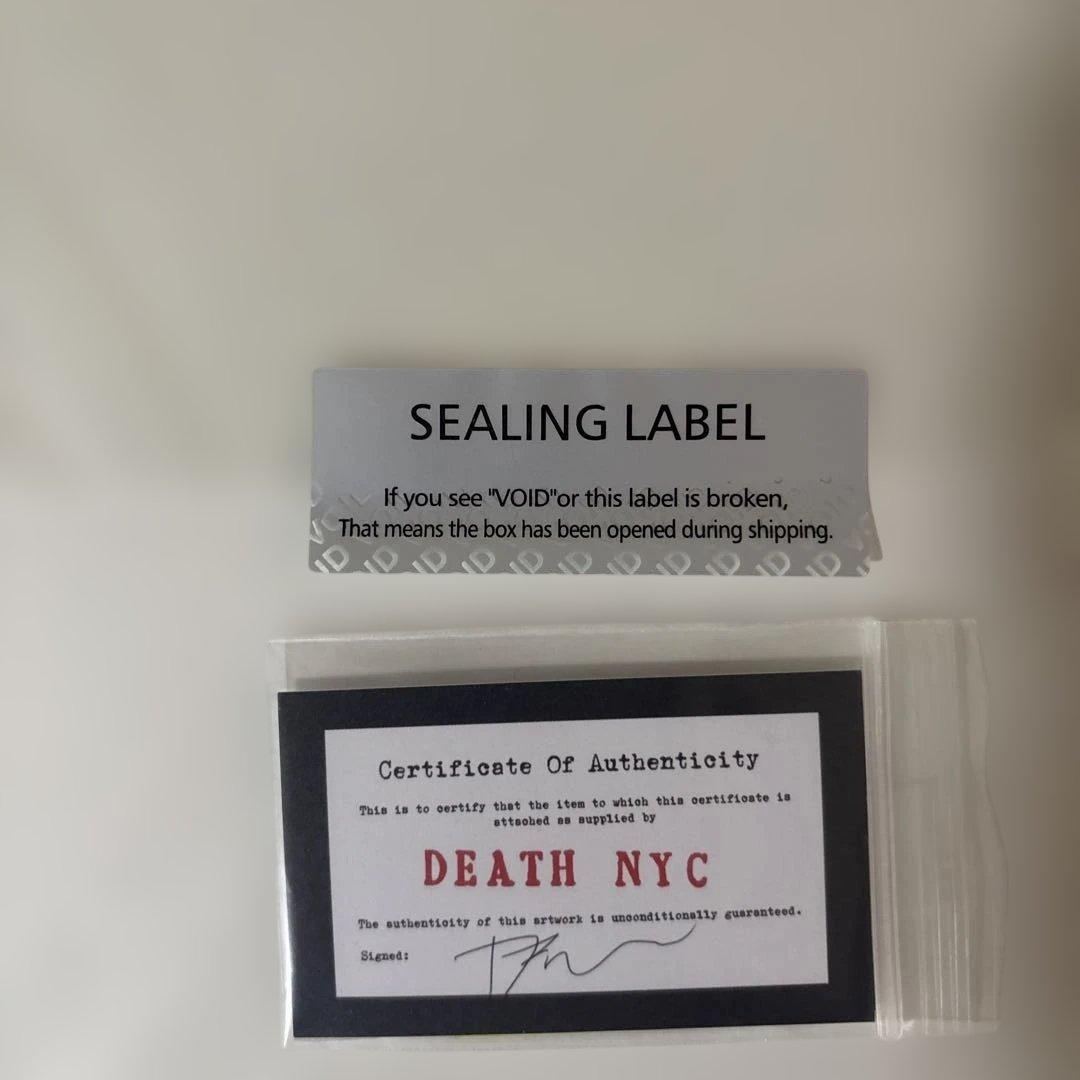 SEALING LABEL
If you see "VOID"or this label is broken,
That means the box has been opened during shipping.
Certificate Of Authenticity
This is to certify that the item to which this certificate is
attached as supplied by
DEATH NYC
The authenticity of this artwork is unconditionally guaranteed.
Signed: